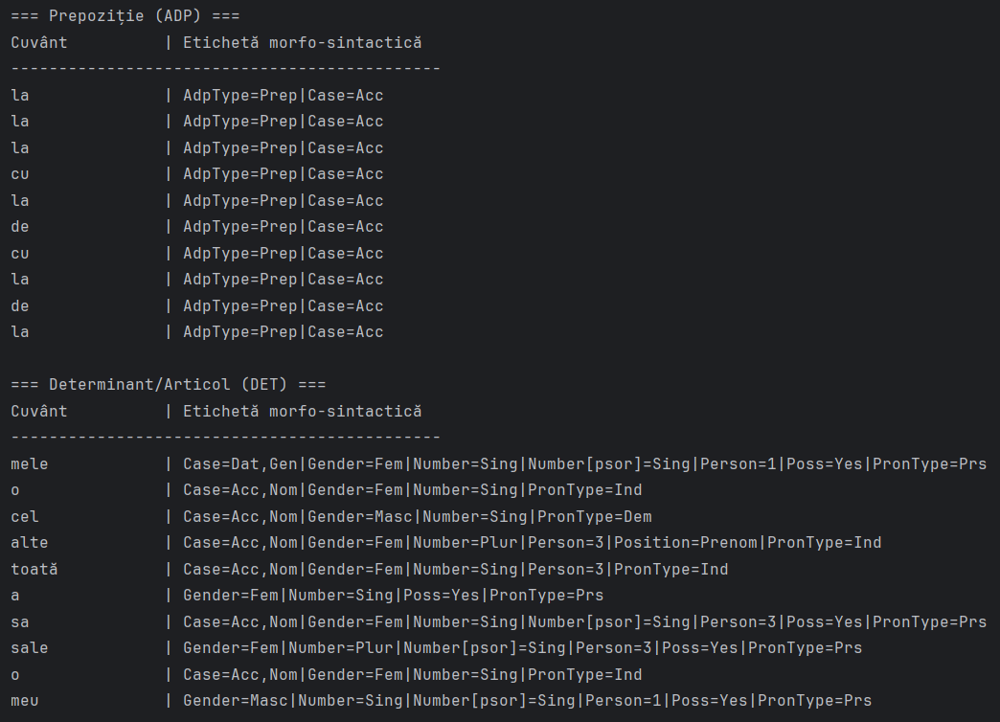 === Prepoziție (ADP) ===
Cuvânt | Etichetă morfo-sintactică
---------------------------------------------
la | AdpType=Prep|Case=Acc
la | AdpType=Prep|Case=Acc
la | AdpType=Prep|Case=Acc
cu | AdpType=Prep|Case=Acc
la | AdpType=Prep|Case=Acc
de | AdpType=Prep|Case=Acc
cu | AdpType=Prep|Case=Acc
la | AdpType=Prep|Case=Acc
de | AdpType=Prep|Case=Acc
la | AdpType=Prep|Case=Acc
=== Determinant/Articol (DET) ===
Cuvânt | Etichetă morfo-sintactică
---------------------------------------------
mele | Case=Dat,Gen|Gender=Fem|Number=Sing|Number[psor]=Sing|Person=1|Poss=Yes|PronType=Prs
o | Case=Acc,Nom|Gender=Fem|Number=Sing|PronType=Ind
cel | Case=Acc,Nom|Gender=Masc|Number=Sing|PronType=Dem
alte | Case=Acc,Nom|Gender=Fem|Number=Plur|Person=3|Position=Prenom|PronType=Ind
toată | Case=Acc,Nom|Gender=Fem|Number=Sing|Person=3|PronType=Ind
a | Gender=Fem|Number=Sing|Poss=Yes|PronType=Prs
sa | Case=Acc,Nom|Gender=Fem|Number=Sing|Number[psor]=Sing|Person=3|Poss=Yes|PronType=Prs
sale | Gender=Fem|Number=Plur|Number[psor]=Sing|Person=3|Poss=Yes|PronType=Prs
o | Case=Acc,Nom|Gender=Fem|Number=Sing|PronType=Ind
meu | Gender=Masc|Number=Sing|Number[psor]=Sing|Person=1|Poss=Yes|PronType=Prs